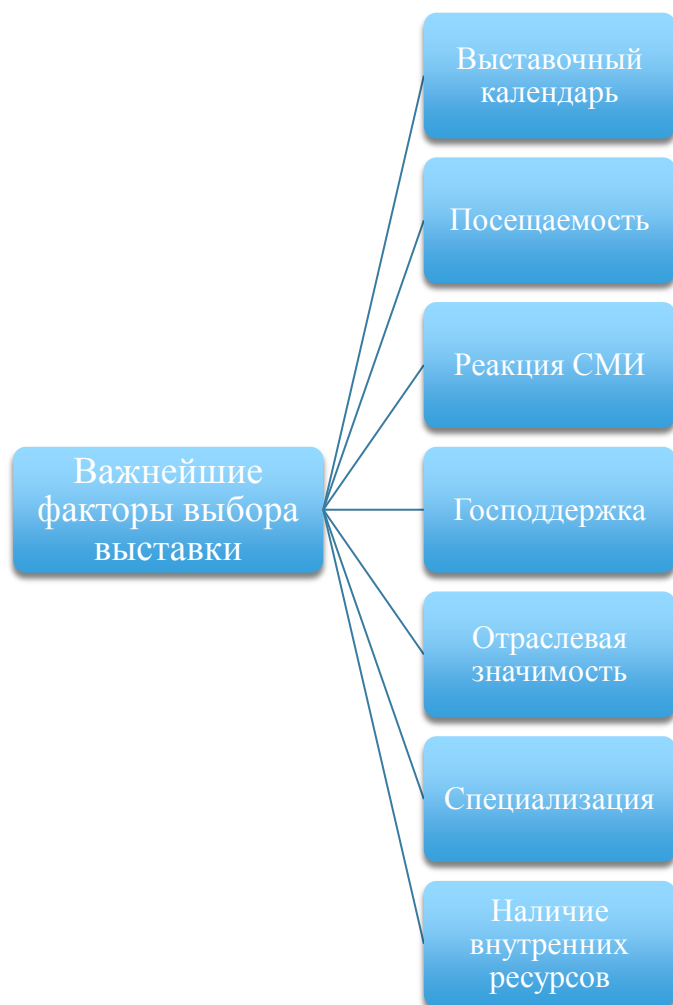 Выставочный
календарь
Посещаемость
Реакция СМИ
Важнейшие
факторы выбора
выставки
Господдержка
Отраслевая
значимость
Специализация
Наличие
внутренних
ресурсов